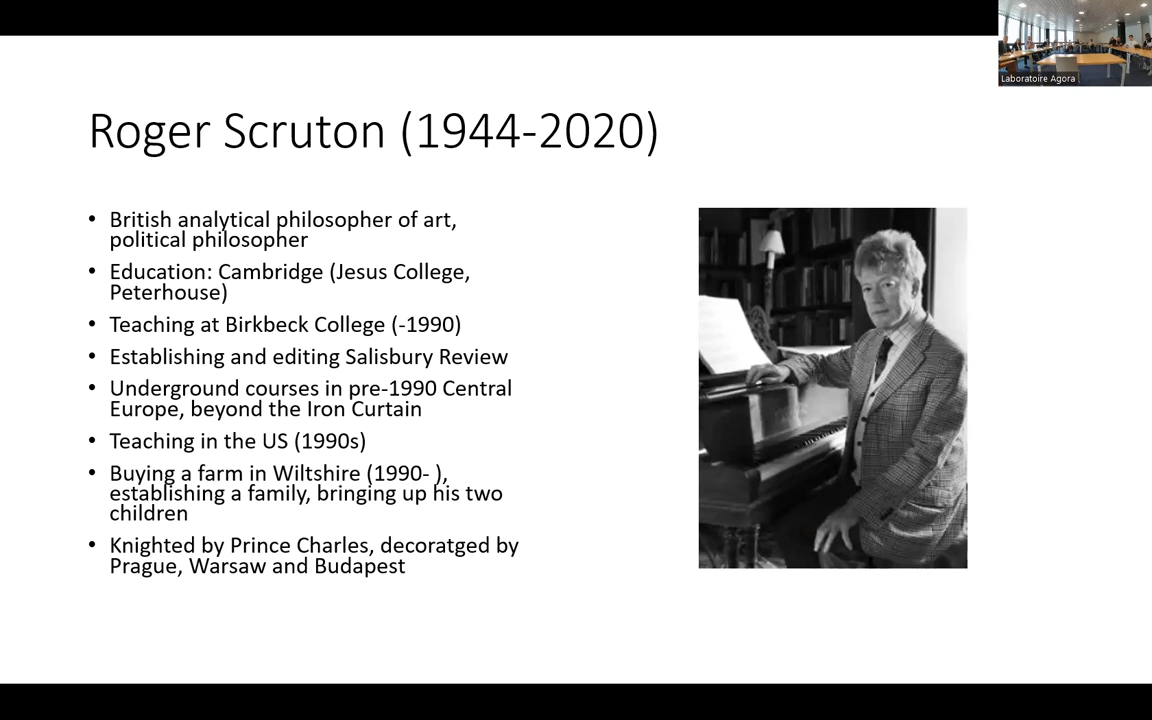 Laboratoire Agora
Roger Scruton (1944-2020)
• British analytical philosopher of art,
political philosopher
• Education: Cambridge (Jesus College,
Peterhouse)
• Teaching at Birkbeck College (-1990)
• Establishing and editing Salisbury Review
• Underground courses in pre-1990 Central
Europe, beyond the Iron Curtain
• Teaching in the US (1990s)
• Buying a farm in Wiltshire (1990- ),
establishing a family, bringing up his two
children
• Knighted by Prince Charles, decoratged by
Prague, Warsaw and Budapest